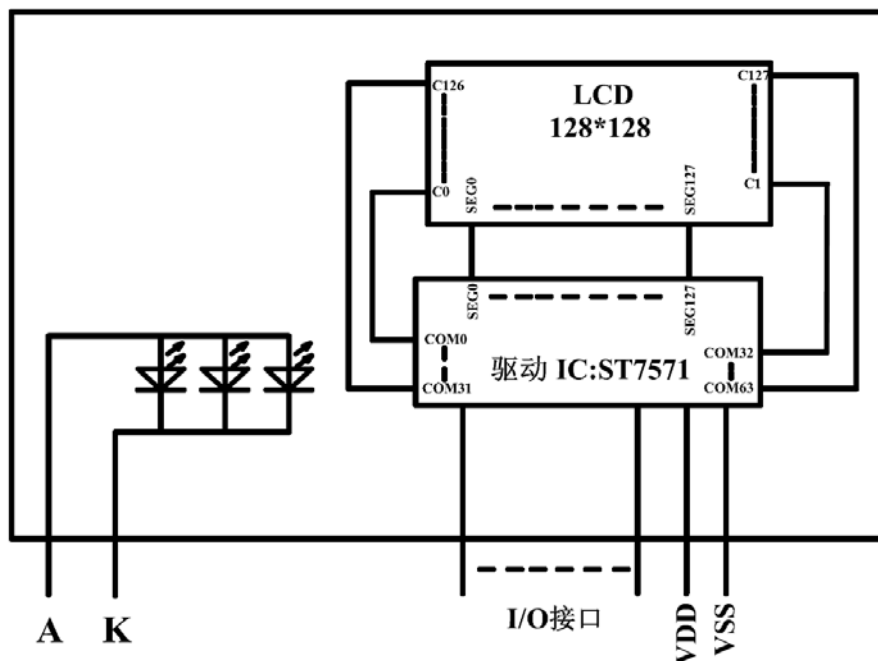 C126
LCD
128*128
C127
C0
C1
SEG0
SEG127
SEG0
SEG127
COM0
COM31
驱动 IC:ST7571
COM32
COM63
A
K
I/O接口
VDD
VSS